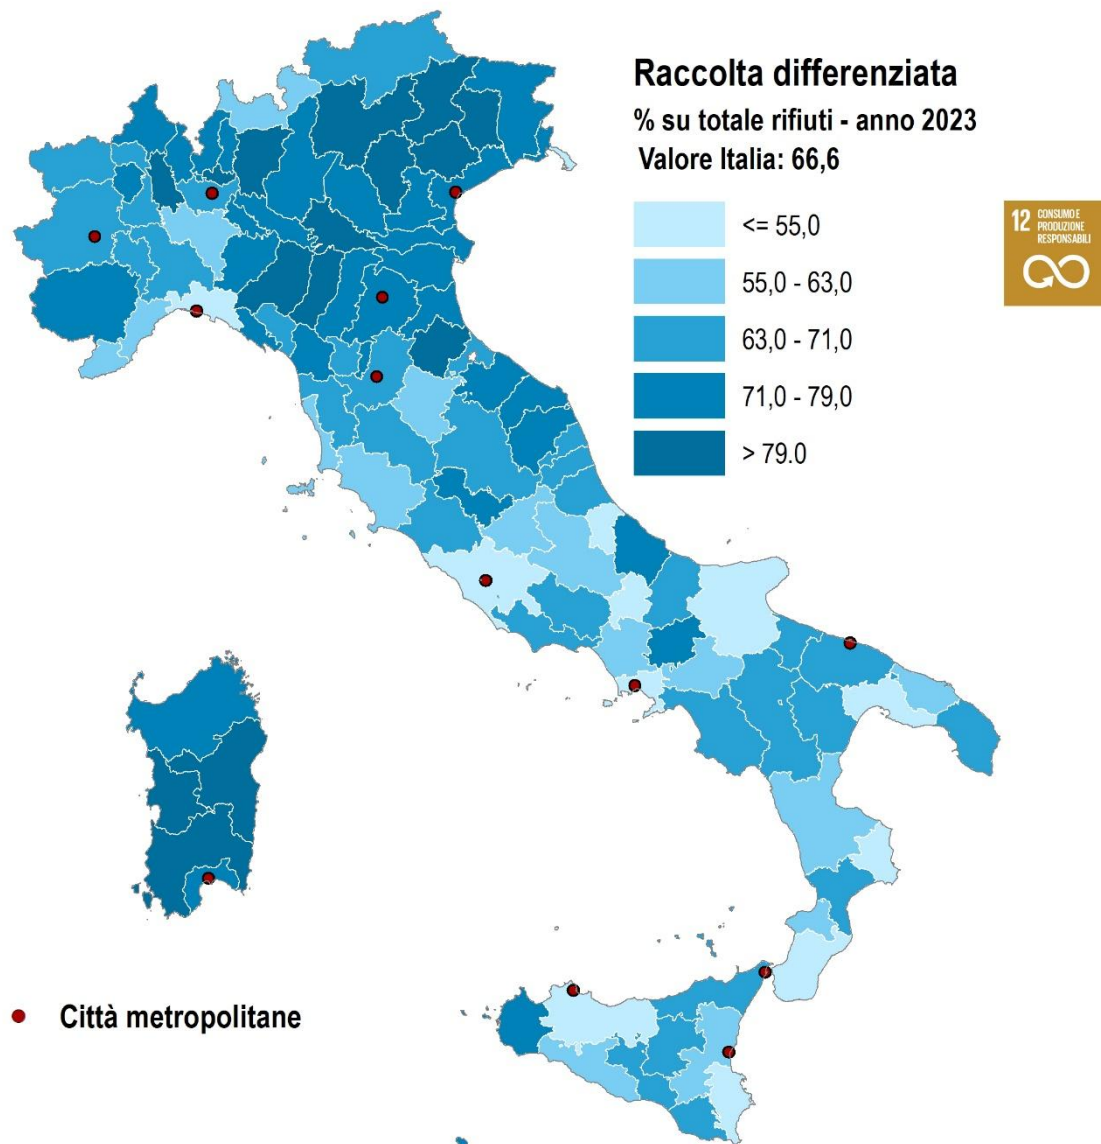 Raccolta differenziata
% su totale rifiuti - anno 2023
Valore Italia: 66,6
<= 55,0
55,0 - 63,0
63,0 - 71,0
71,0 - 79,0
> 79.0
12 CONSUMO E
PRODUZIONE
RESPONSABILI
Città metropolitane